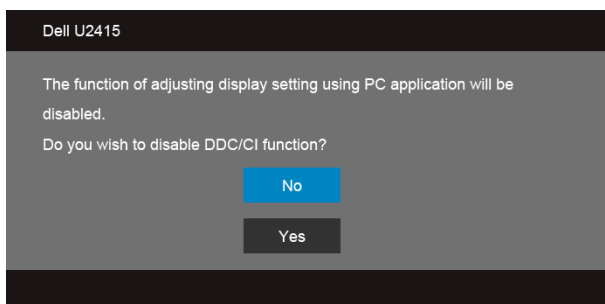 Dell U2415
The function of adjusting display setting using PC application will be
disabled.
Do you wish to disable DDC/CI function?
No
Yes